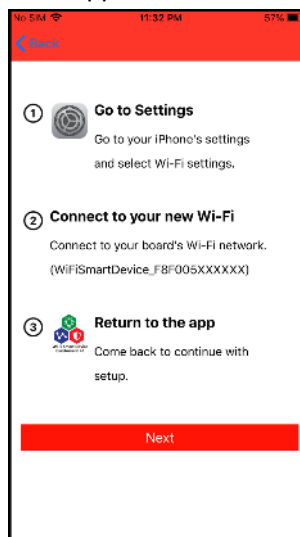 No SIM 11:32 PM 57%
Back
1 Go to Settings
Go to your iPhone's settings
and select Wi-Fi settings.
2 Connect to your new Wi-Fi
Connect to your board's Wi-Fi network.
(WiFiSmartDevice_F8F005XXXXXX)
3 Return to the app
Come back to continue with
setup.
Next